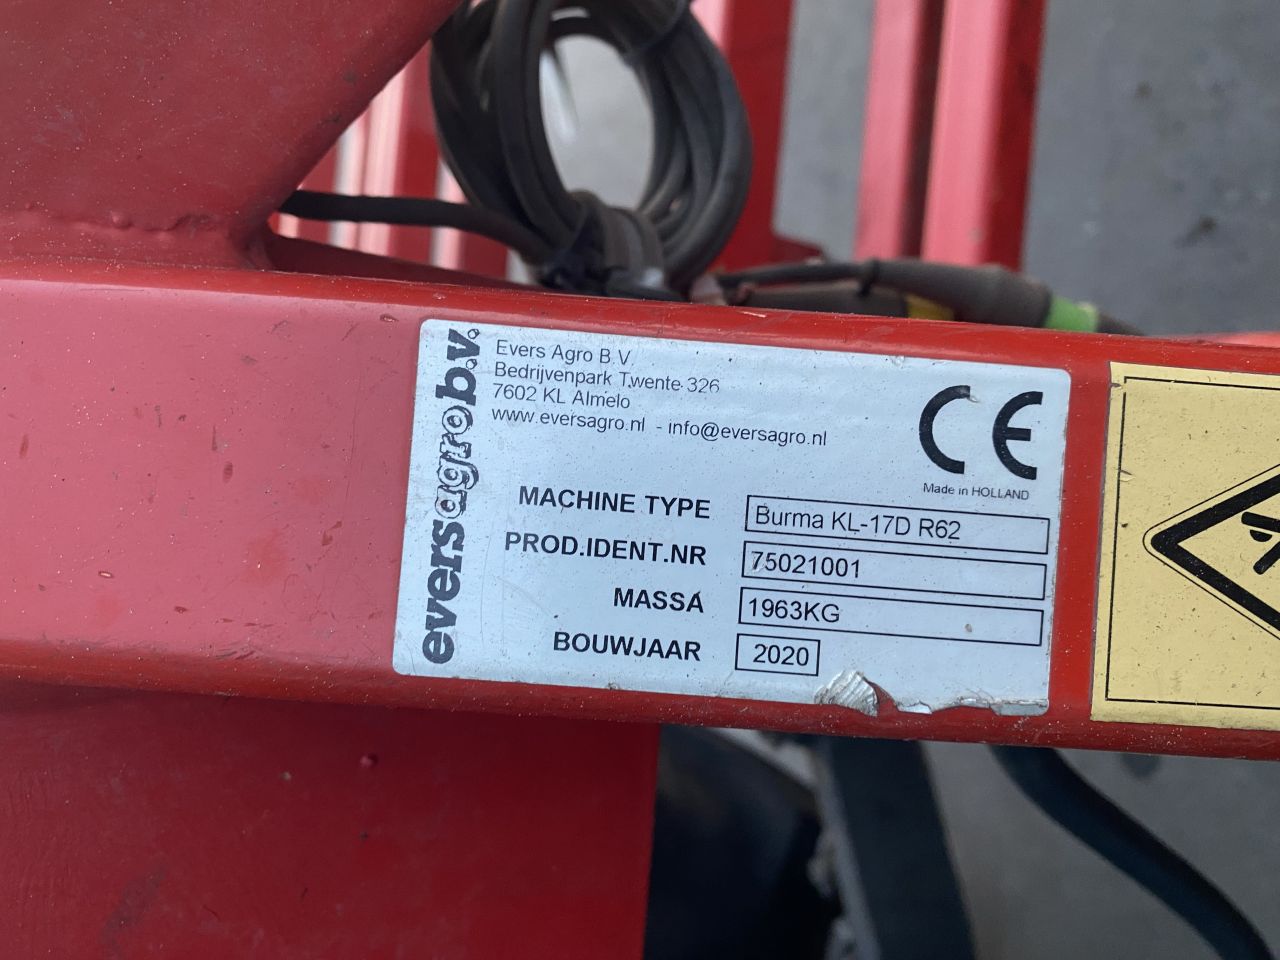 eversagrob.v.
Evers Agro B.V.
Bedrijvenpark Twente 326
7602 KL Almelo
www.eversagro.nl - info@eversagro.nl
CE
Made in HOLLAND
MACHINE TYPE Burma KL-17D R62
PROD.IDENT.NR 75021001
MASSA 1963KG
BOUWJAAR 2020